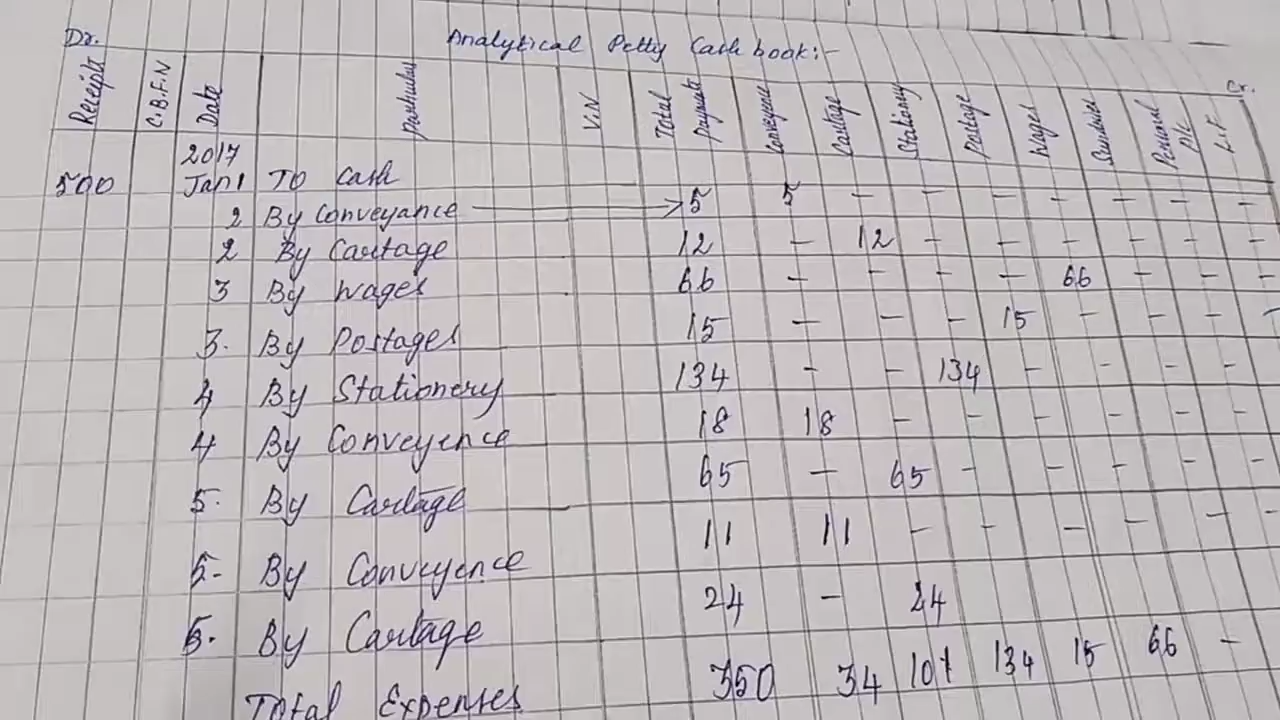 Analytical Petty Cash book:-
Dr. Cr.
Receipts C.B.F.N Date Particulars V.N Total Payments Conveyence Cartage Stationery Postage Wages Sundries Personal L.F.
2017
500 Jan 1 To Cash
2 By Conveyance 5 5 - - - - - - -
2 By Cartage 12 - 12 - - - - - -
3 By Wages 66 - - - - 66 - - -
3. By Postages 15 - - - 15 - - - -
4 By Stationery 134 - - 134 - - - -
4 By Conveyence 18 18 - - - - - -
5. By Cartage 65 - 65 - - - - -
5. By Conveyence 11 11 - - - - - -
5. By Cartage 24 - 24
Total Expenses 350 34 101 134 15 66 -